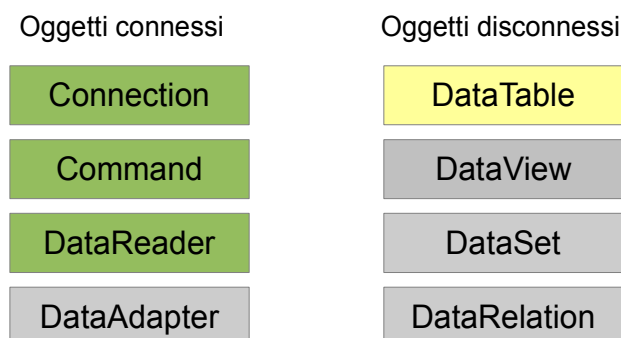 Oggetti connessi
Oggetti disconnessi
Connection
DataTable
Command
DataView
DataReader
DataSet
DataAdapter
DataRelation